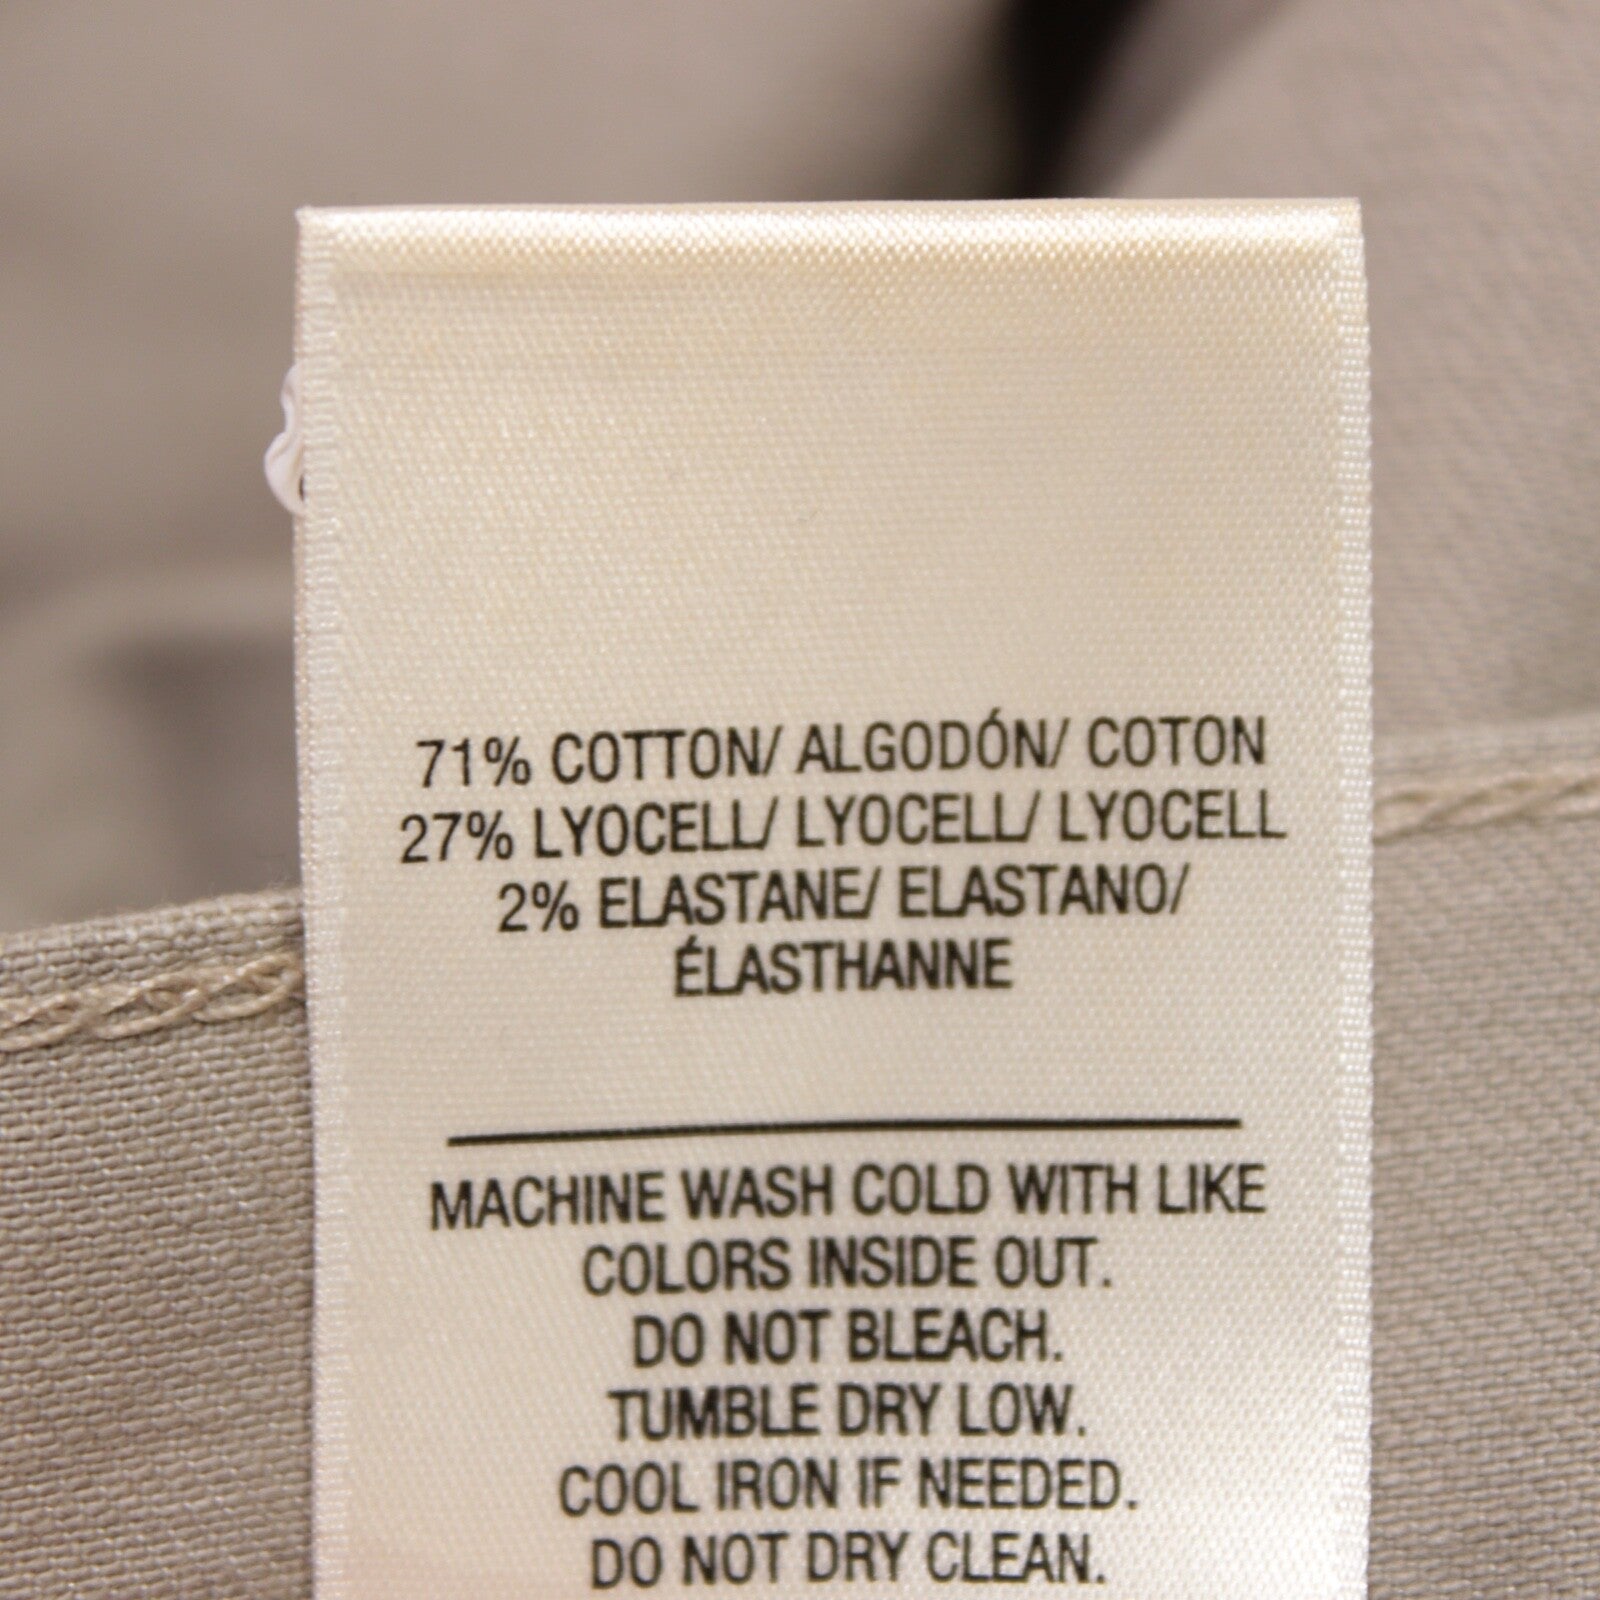 71% COTTON/ ALGODÓN/ COTON
27% LYOCELL/ LYOCELL/ LYOCELL
2% ELASTANE/ ELASTANO/
ÉLASTHANNE
MACHINE WASH COLD WITH LIKE
COLORS INSIDE OUT.
DO NOT BLEACH.
TUMBLE DRY LOW.
COOL IRON IF NEEDED.
DO NOT DRY CLEAN.